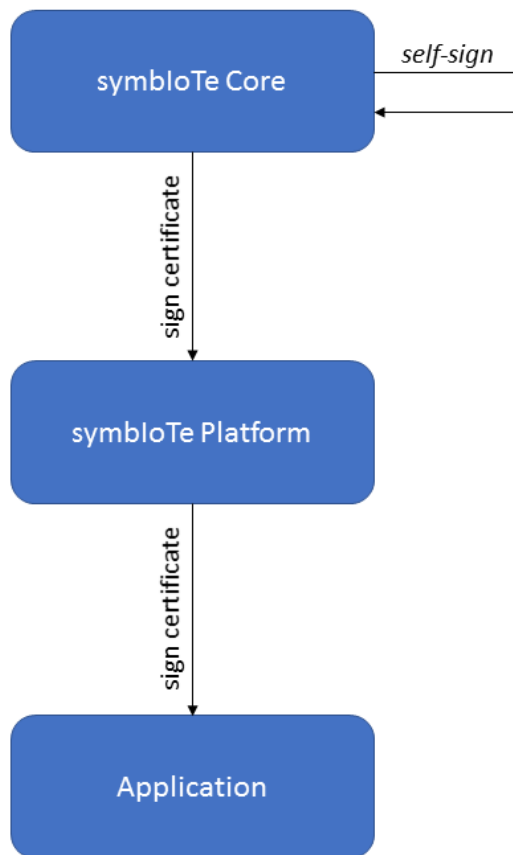 symbIoTe Core
self-sign
sign certificate
symbIoTe Platform
sign certificate
Application